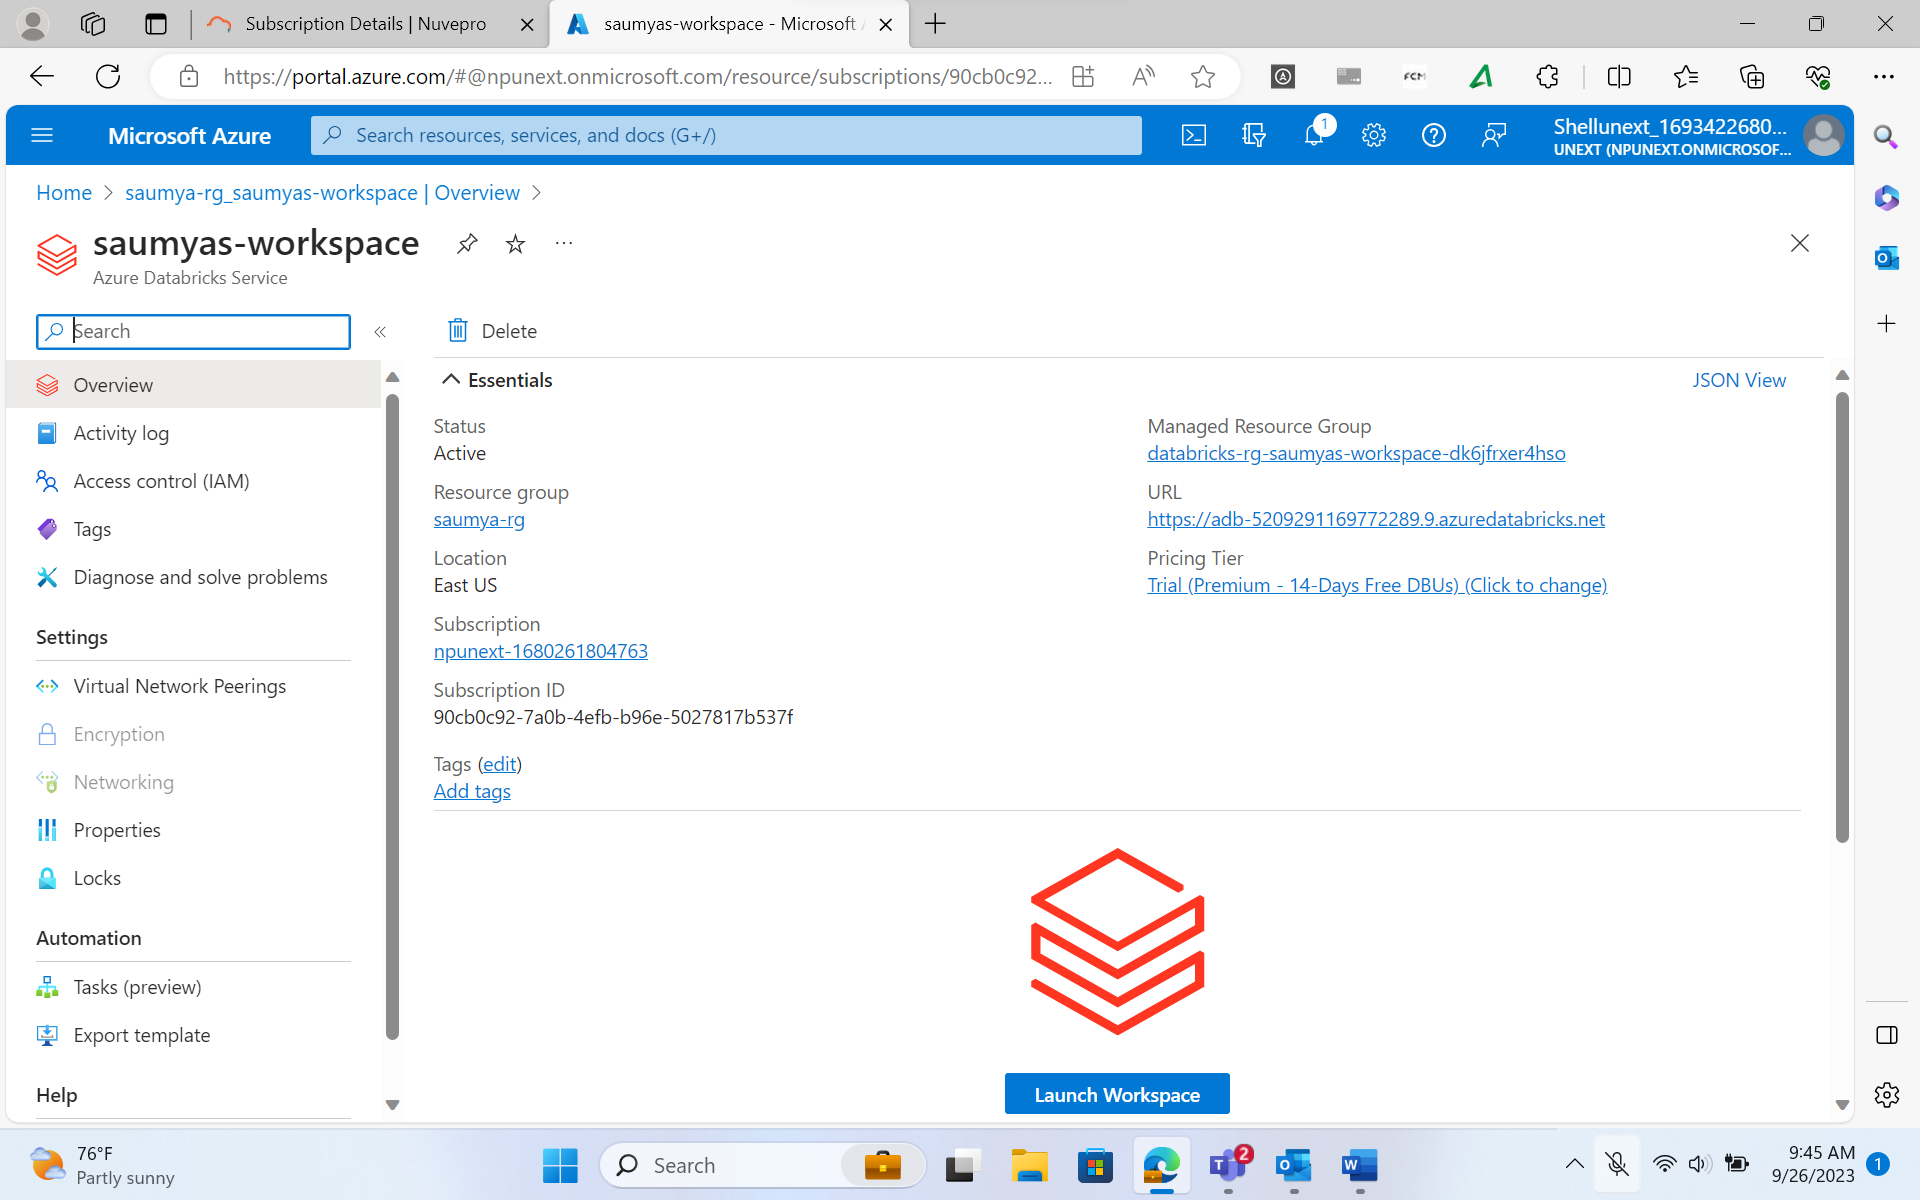 Subscription Details | Nuvepro
saumyas-workspace - Microsoft
https://portal.azure.com/#@npunext.onmicrosoft.com/resource/subscriptions/90cb0c92...
FCM
Microsoft Azure
Search resources, services, and docs (G+/)
1
Shellunext_1693422680...
UNEXT (NPUNEXT.ONMICROSOF...
Home > saumya-rg_saumyas-workspace | Overview >
saumyas-workspace
Azure Databricks Service
Search
Delete
Overview
Activity log
Access control (IAM)
Tags
Diagnose and solve problems
Settings
Virtual Network Peerings
Encryption
Networking
Properties
Locks
Automation
Tasks (preview)
Export template
Help
Essentials
JSON View
Status
Active
Resource group
saumya-rg
Location
East US
Subscription
npunext-1680261804763
Subscription ID
90cb0c92-7a0b-4efb-b96e-5027817b537f
Tags (edit)
Add tags
Managed Resource Group
databricks-rg-saumyas-workspace-dk6jfrxer4hso
URL
https://adb-5209291169772289.9.azuredatabricks.net
Pricing Tier
Trial (Premium - 14-Days Free DBUs) (Click to change)
Launch Workspace
76°F
Partly sunny
Search
2
9:45 AM
9/26/2023
1